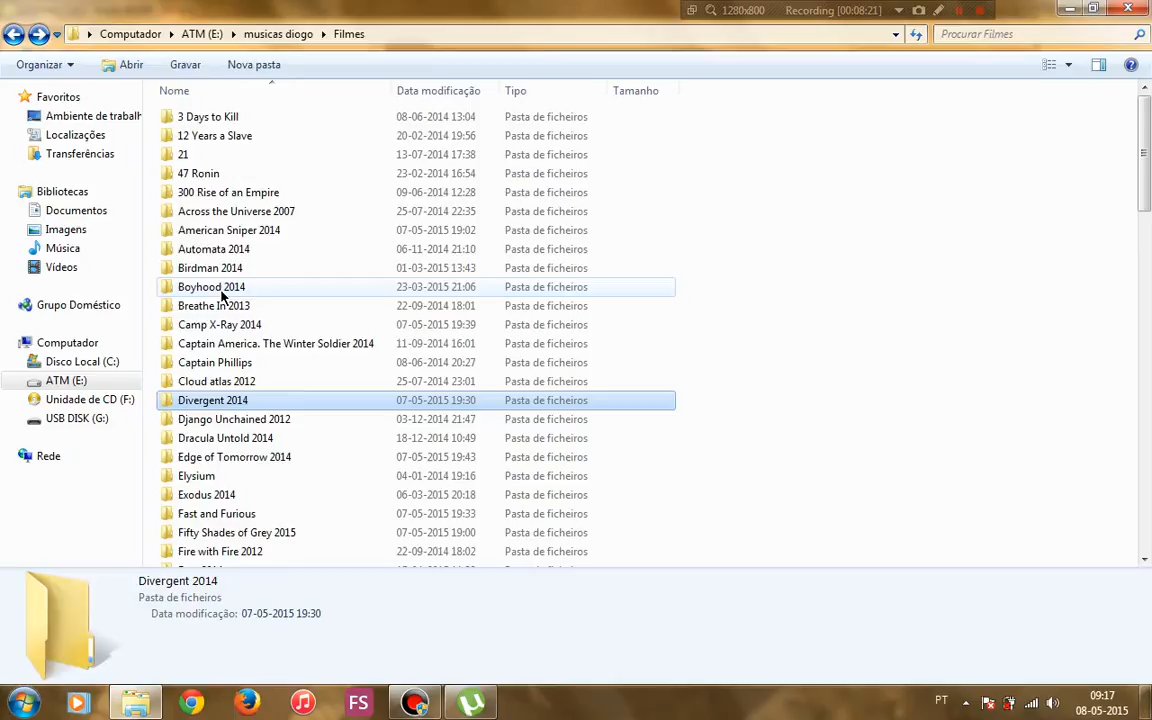 1280x800 Recording [00:08:21]
Computador ATM (E:) musicas diogo Filmes Procurar Filmes
Organizar Abrir Gravar Nova pasta
Nome Data modificação Tipo Tamanho
Favoritos
Ambiente de trabalh
Localizações
Transferências
Bibliotecas
Documentos
Imagens
Música
Vídeos
Grupo Doméstico
Computador
Disco Local (C:)
ATM (E:)
Unidade de CD (F:)
USB DISK (G:)
Rede
3 Days to Kill 08-06-2014 13:04 Pasta de ficheiros
12 Years a Slave 20-02-2014 19:56 Pasta de ficheiros
21 13-07-2014 17:38 Pasta de ficheiros
47 Ronin 23-02-2014 16:54 Pasta de ficheiros
300 Rise of an Empire 09-06-2014 12:28 Pasta de ficheiros
Across the Universe 2007 25-07-2014 22:35 Pasta de ficheiros
American Sniper 2014 07-05-2015 19:02 Pasta de ficheiros
Automata 2014 06-11-2014 21:10 Pasta de ficheiros
Birdman 2014 01-03-2015 13:43 Pasta de ficheiros
Boyhood 2014 23-03-2015 21:06 Pasta de ficheiros
Breathe In 2013 22-09-2014 18:01 Pasta de ficheiros
Camp X-Ray 2014 07-05-2015 19:39 Pasta de ficheiros
Captain America. The Winter Soldier 2014 11-09-2014 16:01 Pasta de ficheiros
Captain Phillips 08-06-2014 20:27 Pasta de ficheiros
Cloud atlas 2012 25-07-2014 23:01 Pasta de ficheiros
Divergent 2014 07-05-2015 19:30 Pasta de ficheiros
Django Unchained 2012 03-12-2014 21:47 Pasta de ficheiros
Dracula Untold 2014 18-12-2014 10:49 Pasta de ficheiros
Edge of Tomorrow 2014 07-05-2015 19:43 Pasta de ficheiros
Elysium 04-01-2014 19:16 Pasta de ficheiros
Exodus 2014 06-03-2015 20:18 Pasta de ficheiros
Fast and Furious 07-05-2015 19:33 Pasta de ficheiros
Fifty Shades of Grey 2015 07-05-2015 19:00 Pasta de ficheiros
Fire with Fire 2012 22-09-2014 18:02 Pasta de ficheiros
Divergent 2014
Pasta de ficheiros
Data modificação: 07-05-2015 19:30
FS
PT
09:17
08-05-2015